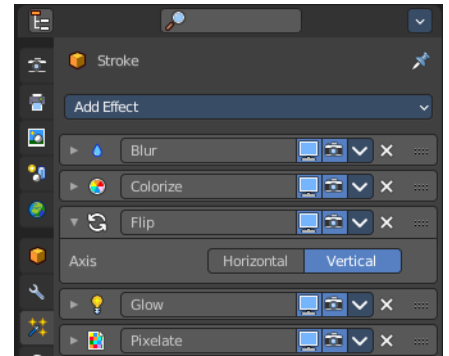 Stroke
Add Effect
Blur
Colorize
Flip
Axis Horizontal Vertical
Glow
Pixelate